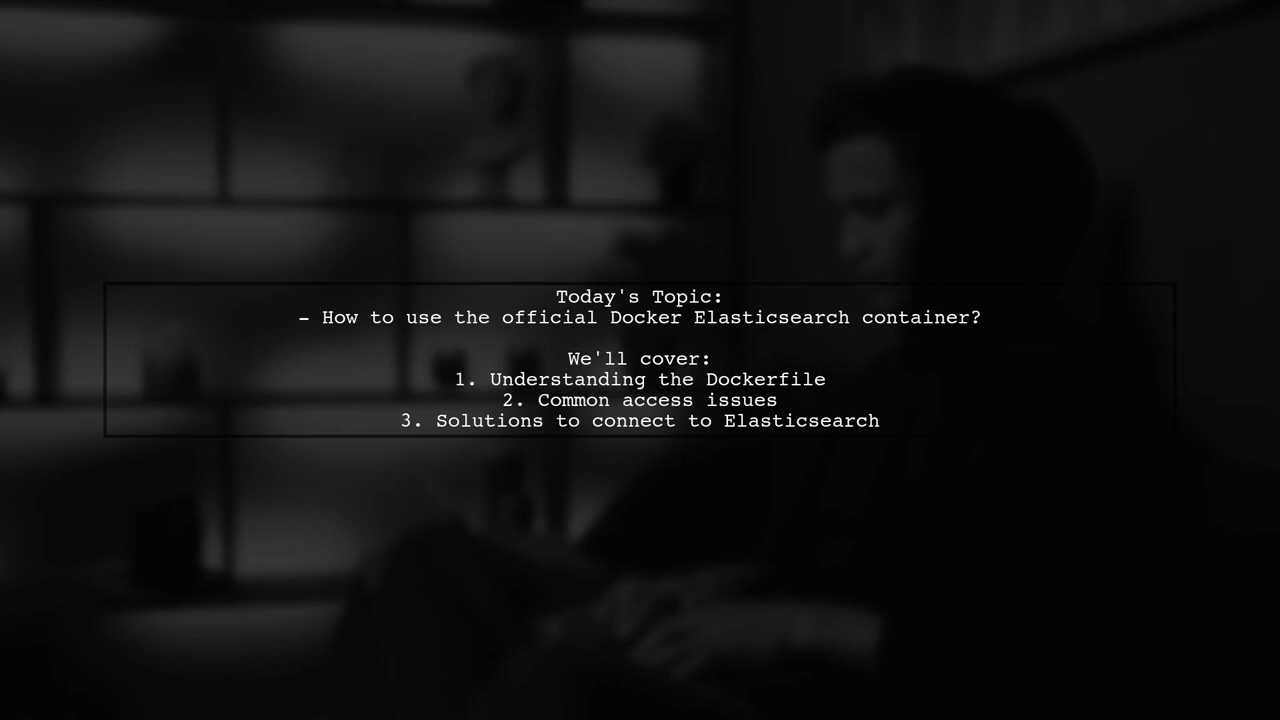 Today's Topic:
- How to use the official Docker Elasticsearch container?
We'll cover:
1. Understanding the Dockerfile
2. Common access issues
3. Solutions to connect to Elasticsearch